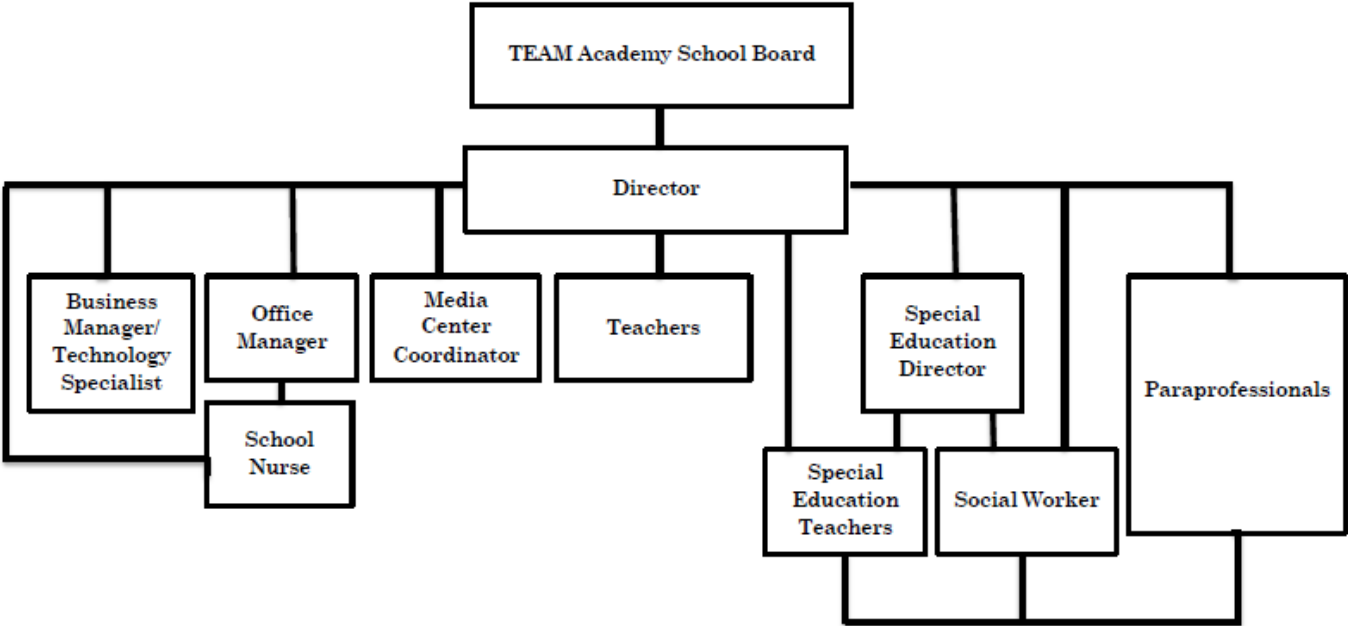 TEAM Academy School Board
Director
Business
Manager/
Technology
Specialist
Office
Manager
Media
Center
Coordinator
Teachers
Special
Education
Director
Paraprofessionals
School
Nurse
Special
Education
Teachers
Social Worker